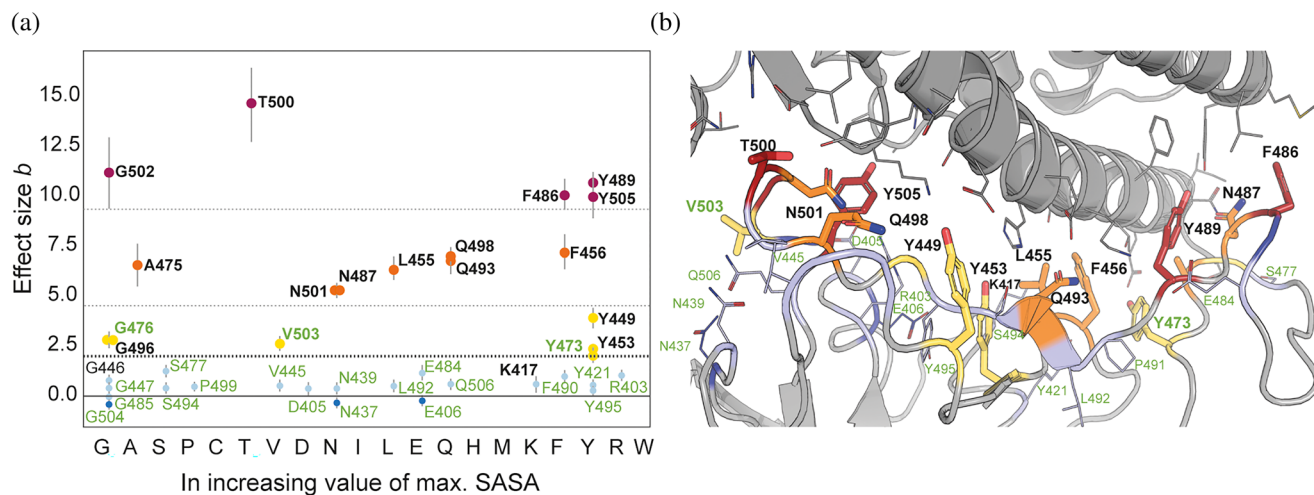 (a)
15.0
T500
12.5
G502
10.0
F486
Y489
Y505
7.5
A475
L455
Q498
Q493
F456
5.0
N501
N487
Y449
G476
G496
V503
Y473
Y453
2.5
G446
S477
V445
N439
E484
K417
Y421
G447
P499
L492
Q506
F490
R403
0.0
G485
S494
D405
N437
E406
Y495
G504
Effect size b
G A S P C T V D N I L E Q H M K F Y R W
In increasing value of max. SASA
(b)
T500
F486
Y505
N487
V503
N501
Q498
Y489
D405
Y449
L455
V445
Y453
F456
S477
Q506
K417
E484
R403
Q493
N439
E406
Y473
S494
N437
Y495
P491
Y421
L492